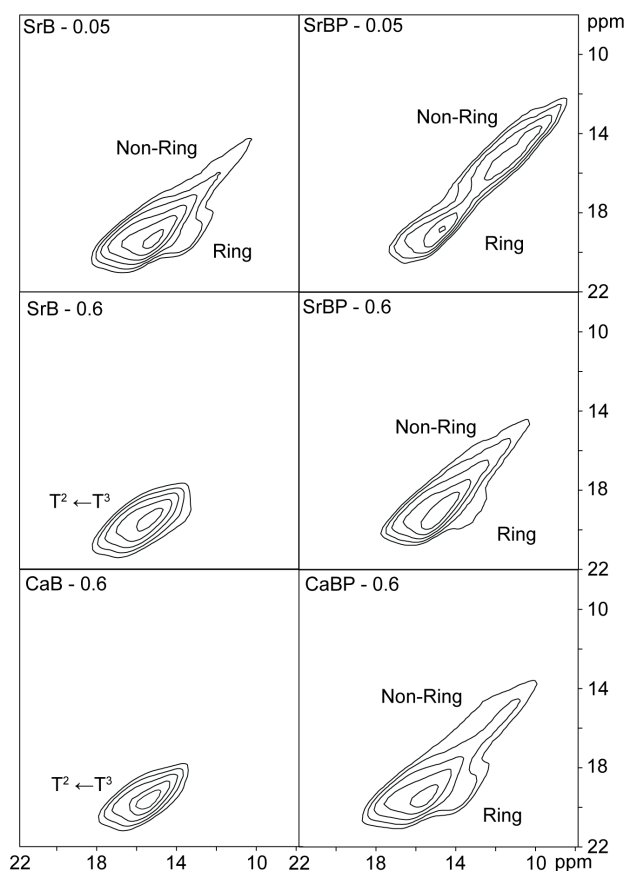 SrB - 0.05
SrBP - 0.05
ppm
8
Non-Ring
Non-Ring
14
18
Ring
Ring
22
SrB - 0.6
SrBP - 0.6
10
14
Non-Ring
T² ←T³
18
Ring
22
CaB - 0.6
CaBP - 0.6
10
14
Non-Ring
T² ←T³
18
Ring
22
22 18 14 10 22 18 14 10 ppm